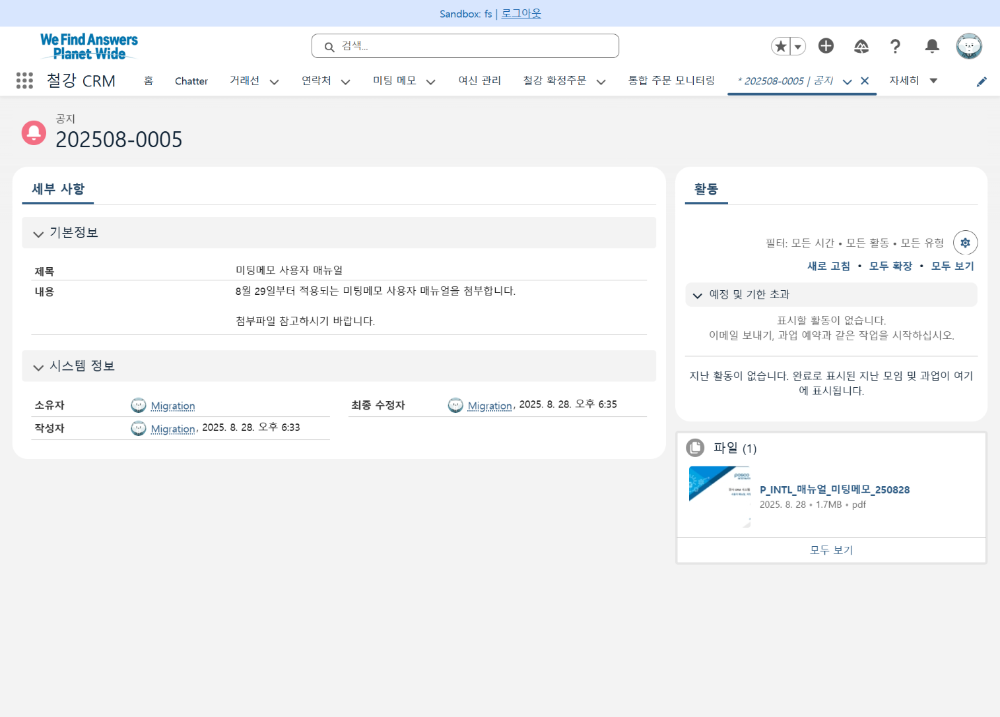 Sandbox: fs | 로그아웃
We Find Answers
Planet Wide
검색...
철강 CRM
홈
Chatter
거래선
연락처
미팅 메모
여신 관리
철강 확정주문
통합 주문 모니터링
* 202508-0005 | 공지
자세히
공지
202508-0005
세부 사항
기본정보
제목
미팅메모 사용자 매뉴얼
내용
8월 29일부터 적용되는 미팅메모 사용자 매뉴얼을 첨부합니다.
첨부파일 참고하시기 바랍니다.
시스템 정보
소유자
Migration
최종 수정자
Migration, 2025. 8. 28. 오후 6:35
작성자
Migration, 2025. 8. 28. 오후 6:33
활동
필터: 모든 시간 • 모든 활동 • 모든 유형
새로 고침 • 모두 확장 • 모두 보기
예정 및 기한 초과
표시할 활동이 없습니다.
이메일 보내기, 과업 예약과 같은 작업을 시작하십시오.
지난 활동이 없습니다. 완료로 표시된 지난 모임 및 과업이 여기
에 표시됩니다.
파일 (1)
posco
P_INTL_매뉴얼_미팅메모_250828
2025. 8. 28 • 1.7MB • pdf
모두 보기